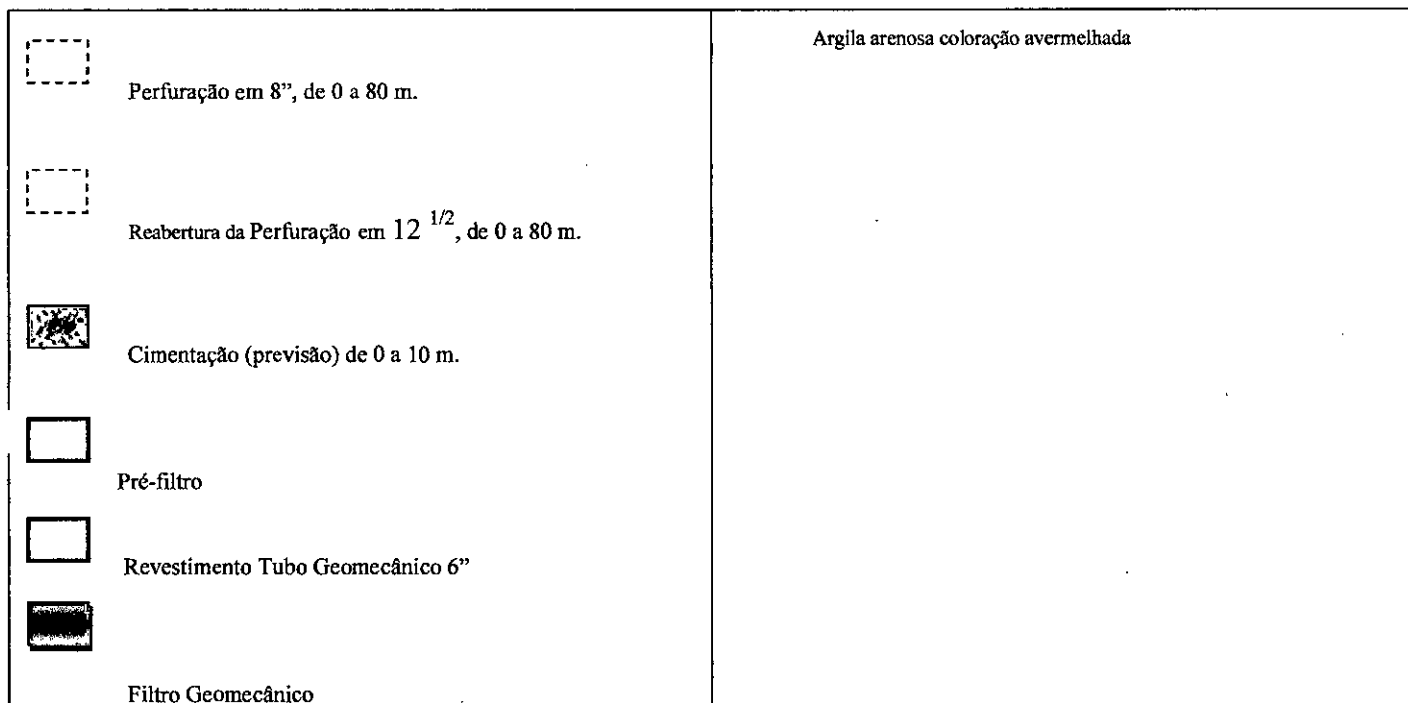 Perfuração em 8”, de 0 a 80 m.
Reabertura da Perfuração em 12 1/2, de 0 a 80 m.
Cimentação (previsão) de 0 a 10 m.
Pré-filtro
Revestimento Tubo Geomecânico 6”
Filtro Geomecânico
Argila arenosa coloração avermelhada